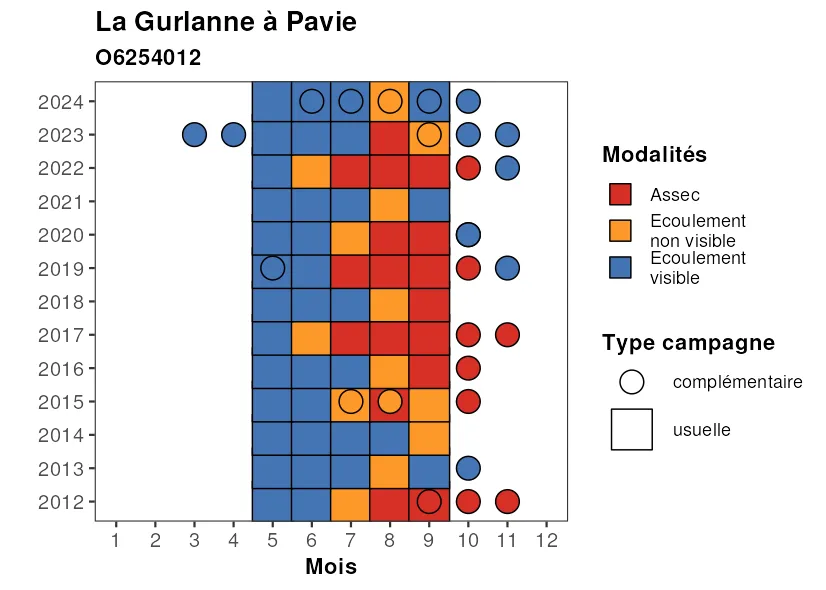 La Gurlanne à Pavie
O6254012
2024
2023
2022
2021
2020
2019
2018
2017
2016
2015
2014
2013
2012
1 2 3 4 5 6 7 8 9 10 11 12
Mois
Modalités
Assec
Ecoulement
non visible
Ecoulement
visible
Type campagne
complémentaire
usuelle